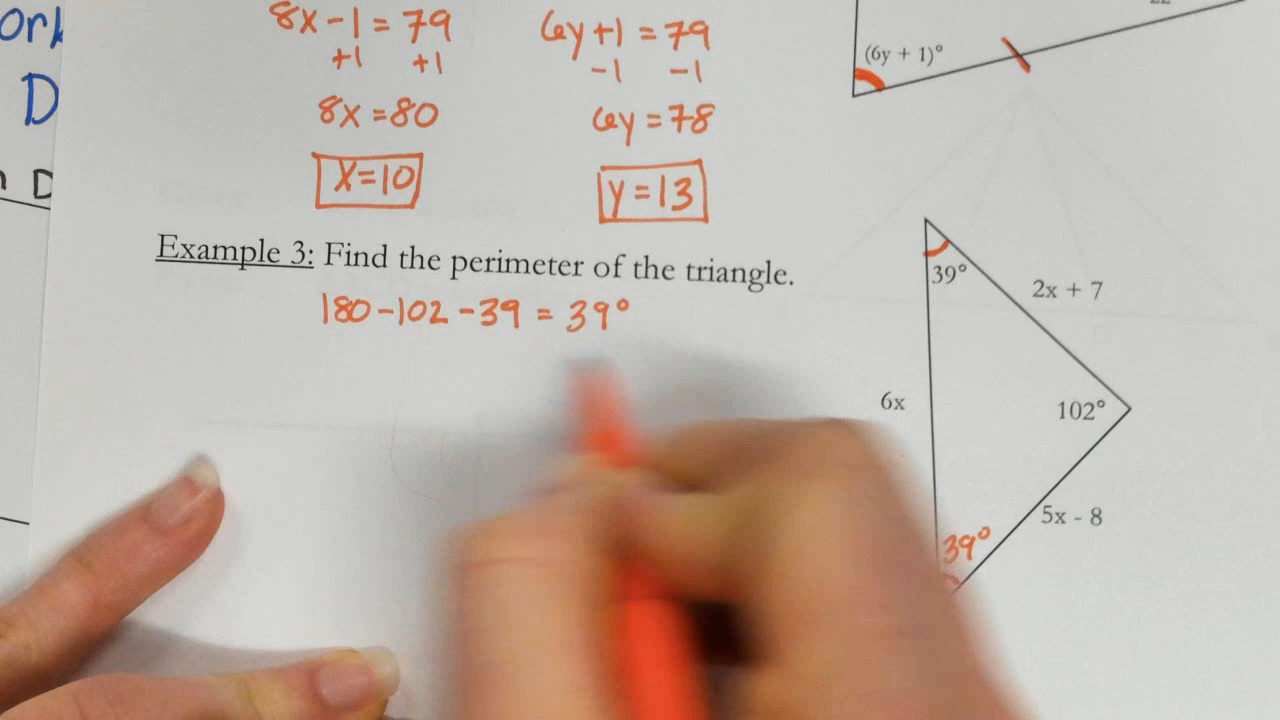 ork
D
D
8x-1=79
+1 +1
8x=80
x=10
6y+1=79
-1 -1
6y=78
y=13
(6y + 1)°
Example 3: Find the perimeter of the triangle.
180-102-39=39°
39°
2x + 7
6x
102°
5x - 8
39°